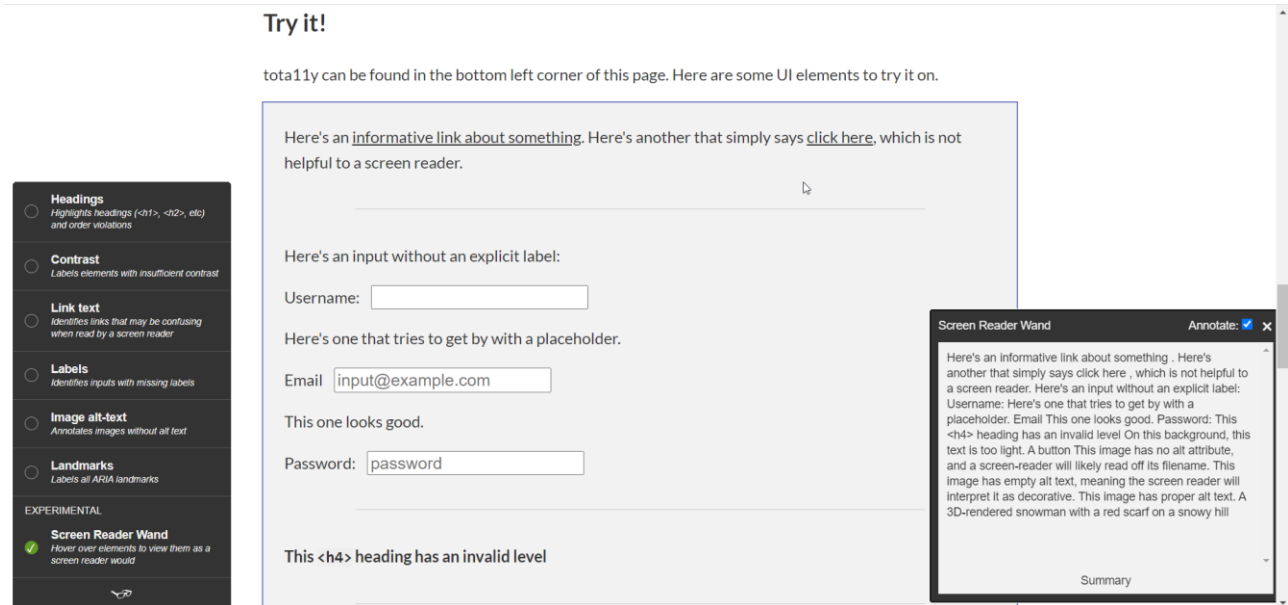 Try it!
tota11y can be found in the bottom left corner of this page. Here are some UI elements to try it on.
Here's an informative link about something. Here's another that simply says click here, which is not
helpful to a screen reader.
Here's an input without an explicit label:
Username:
Here's one that tries to get by with a placeholder.
Email input@example.com
This one looks good.
Password: password
This <h4> heading has an invalid level
Headings
Highlights headings (<h1>, <h2>, etc)
and order violations
Contrast
Labels elements with insufficient contrast
Link text
Identifies links that may be confusing
when read by a screen reader
Labels
Identifies inputs with missing labels
Image alt-text
Annotates images without alt text
Landmarks
Labels all ARIA landmarks
EXPERIMENTAL
Screen Reader Wand
Hover over elements to view them as a
screen reader would
Screen Reader Wand Annotate:
Here's an informative link about something . Here's
another that simply says click here , which is not helpful to
a screen reader. Here's an input without an explicit label:
Username: Here's one that tries to get by with a
placeholder. Email This one looks good. Password: This
<h4> heading has an invalid level On this background, this
text is too light. A button This image has no alt attribute,
and a screen-reader will likely read off its filename. This
image has empty alt text, meaning the screen reader will
interpret it as decorative. This image has proper alt text. A
3D-rendered snowman with a red scarf on a snowy hill
Summary